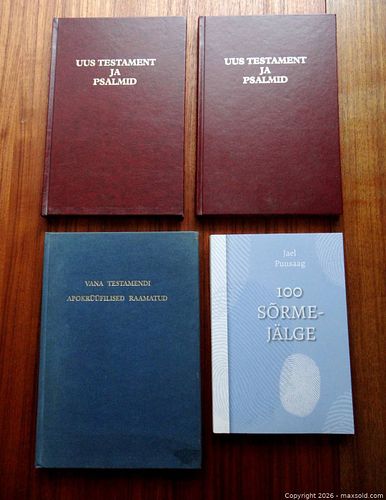 UUS TESTAMENT
JA
PSALMID
UUS TESTAMENT
JA
PSALMID
VANA TESTAMENDI
APOKRÜÜFILISED RAAMATUD
Jael
Puusaag
100
SÕRME-
JÄLGE
Copyright © 2026 - maxsold.com